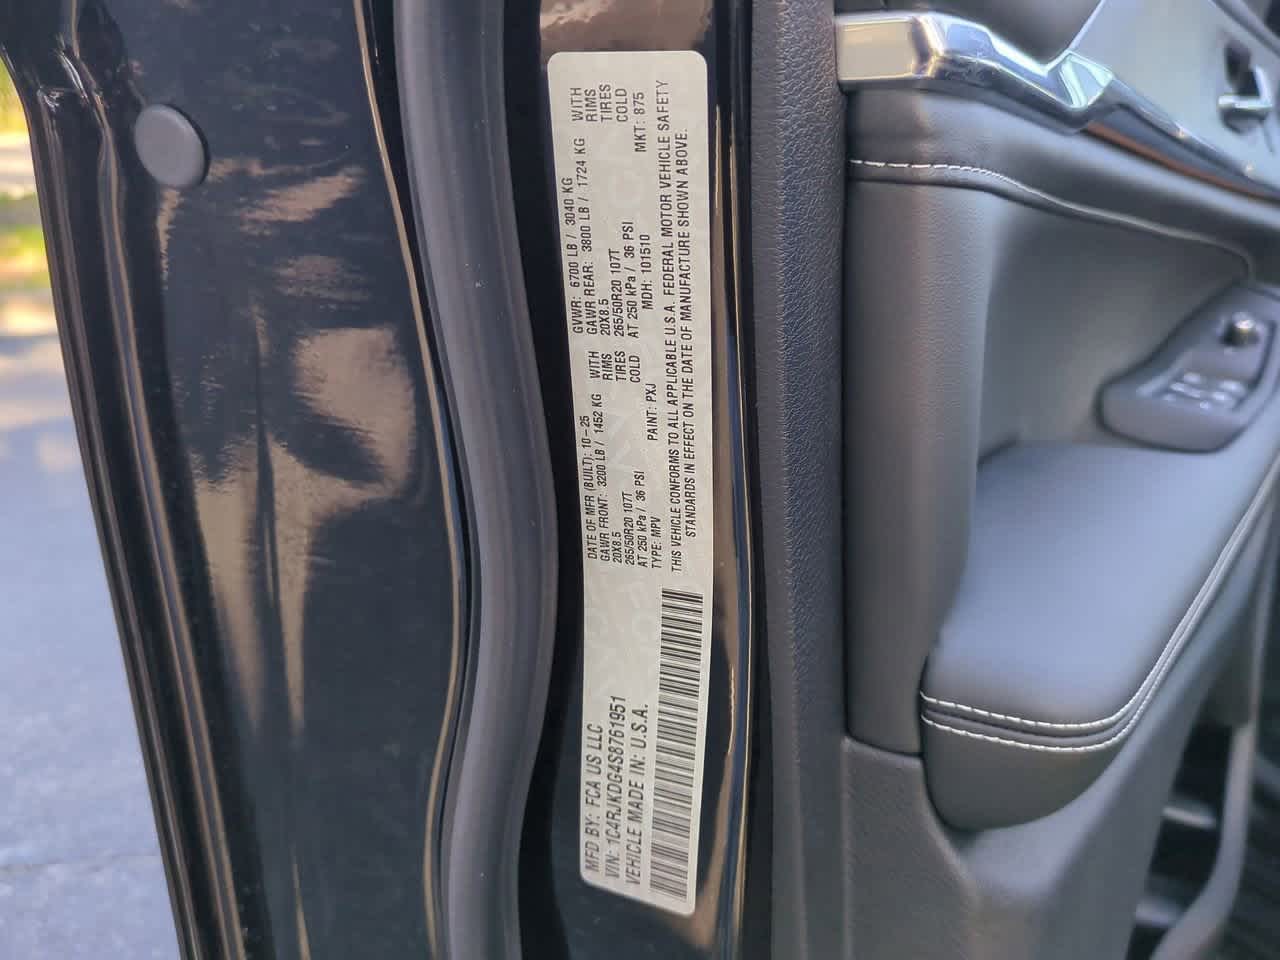 MFD BY: FCA US LLC
VIN: 1C4RJKDG4S8761951
VEHICLE MADE IN: U.S.A.
DATE OF MFR (BUILT): 10-25 GVWR: 6700 LB / 3040 KG
GAWR FRONT: 3200 LB / 1452 KG WITH GAWR REAR: 3800 LB / 1724 KG WITH
20X8.5 RIMS 20X8.5 RIMS
265/50R20 107T TIRES 265/50R20 107T TIRES
AT 250 kPa / 36 PSI COLD AT 250 kPa / 36 PSI COLD
TYPE: MPV PAINT: PXJ MDH: 101510 MKT: 875
THIS VEHICLE CONFORMS TO ALL APPLICABLE U.S.A. FEDERAL MOTOR VEHICLE SAFETY
STANDARDS IN EFFECT ON THE DATE OF MANUFACTURE SHOWN ABOVE.